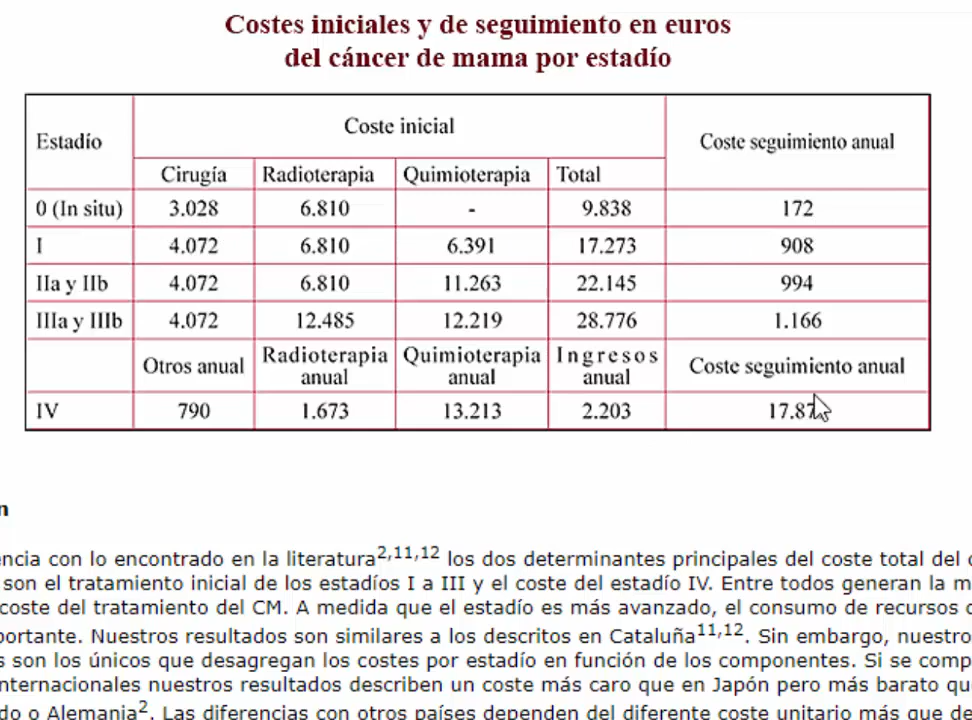 Costes iniciales y de seguimiento en euros
del cáncer de mama por estadío
Estadío Coste inicial Coste seguimiento anual
Cirugía Radioterapia Quimioterapia Total
0 (In situ) 3.028 6.810 - 9.838 172
I 4.072 6.810 6.391 17.273 908
IIa y IIb 4.072 6.810 11.263 22.145 994
IIIa y IIIb 4.072 12.485 12.219 28.776 1.166
Otros anual Radioterapia anual Quimioterapia anual Ingresos anual Coste seguimiento anual
IV 790 1.673 13.213 2.203
n
encia con lo encontrado en la literatura2,11,12 los dos determinantes principales del coste total del
son el tratamiento inicial de los estadíos I a III y el coste del estadío IV. Entre todos generan la m
coste del tratamiento del CM. A medida que el estadío es más avanzado, el consumo de recursos
portante. Nuestros resultados son similares a los descritos en Cataluña11,12. Sin embargo, nuestro
s son los únicos que desagregan los costes por estadío en función de los componentes. Si se comp
nternacionales nuestros resultados describen un coste más caro que en Japón pero más barato que
do o Alemania2. Las diferencias con otros países dependen del diferente coste unitario más que de